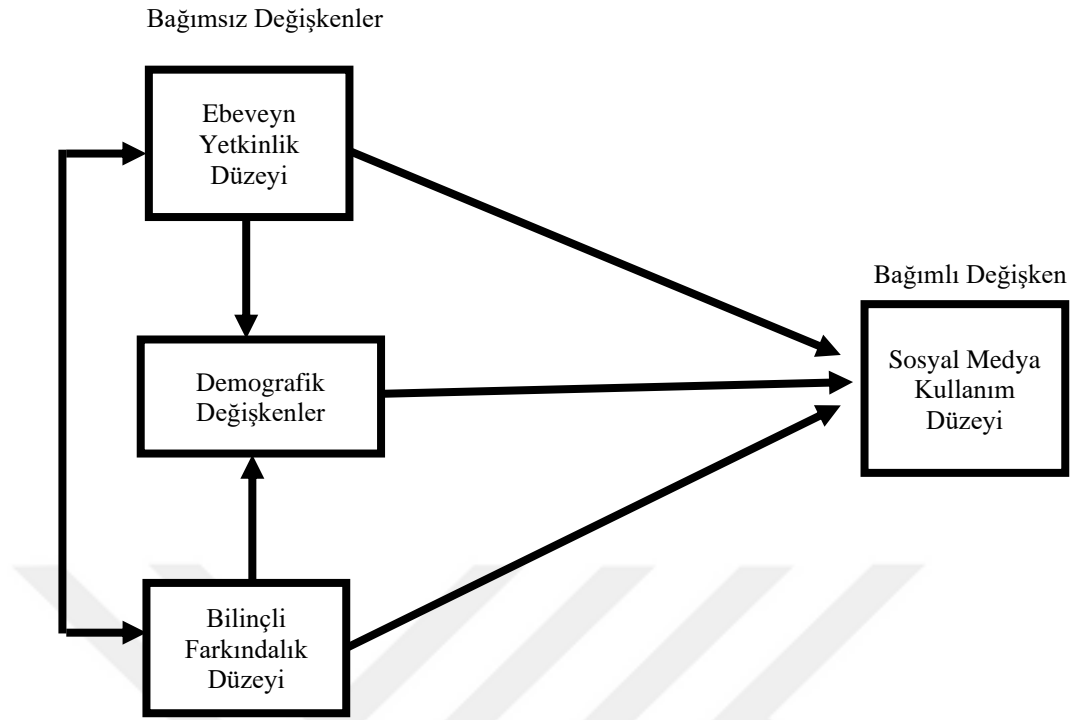 Bağımsız Değişkenler
Ebeveyn
Yetkinlik
Düzeyi
Bağımlı Değişken
Sosyal Medya
Kullanım
Düzeyi
Demografik
Değişkenler
Bilinçli
Farkındalık
Düzeyi